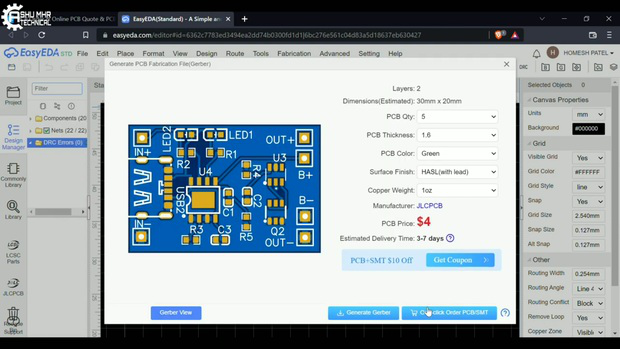 ASHU MHR
TECHNICAL
Online PCB Quote & PC
EasyEDA(Standard) - A Simple an
easyeda.com/editor#id=6362c7783ed3494ea2dd74b0300fd1d1|6bc276e561c04d83a5d18637eb630427
EasyEDA STD
File Edit Place Format View Design Route Tools Fabrication Advanced Setting Help
HOMESH PATEL
Generate PCB Fabrication File(Gerber)
Project
Design Manager
Commonly Library
Library
LCSC Parts
JLCPCB
Support
Filter
Components (20
Nets (22 / 22)
DRC Errors (0)
Sta
IN+
LED2
LED1
OUT+
R2
R1
U4
U3
R4
B+
USB2
C1
C2
B-
IN-
R3
C3
R5
Q2
OUT-
Layers: 2
Dimensions(Estimated): 30mm x 20mm
PCB Qty: 5
PCB Thickness: 1.6
PCB Color: Green
Surface Finish: HASL(with lead)
Copper Weight: 1oz
Manufacturer: JLCPCB
PCB Price: $4
Estimated Delivery Time: 3-7 days
PCB+SMT $10 Off Get Coupon
Gerber View
Generate Gerber
click Order PCB/SMT
DRC
Selected Objects 0
Canvas Properties
Units mm
Background #000000
Grid
Visible Grid Yes
Grid Color #FFFFFF
Grid Style line
Snap Yes
Grid Size 2.540mm
Snap Size 0.127mm
Alt Snap 0.127mm
Other
Routing Width 0.254mm
Routing Angle Line 4
Routing Conflict Block
Remove Loop Yes
Copper Zone Visible